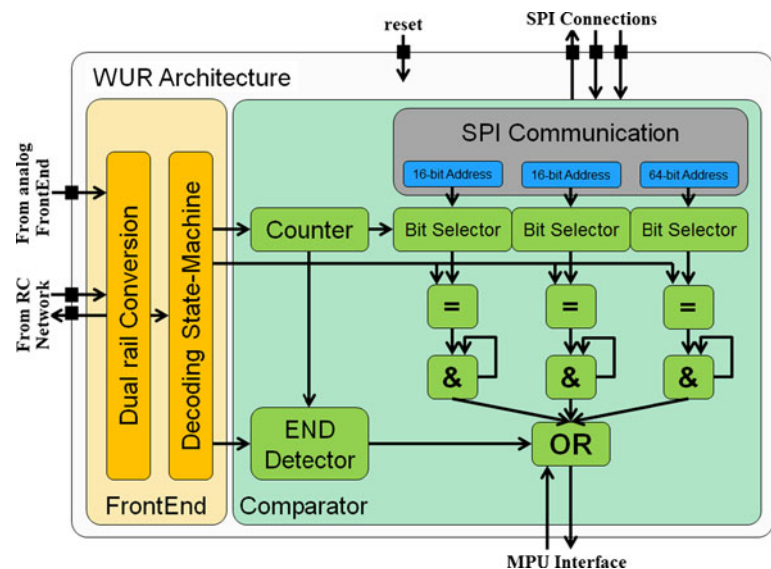 reset
SPI Connections
WUR Architecture
SPI Communication
16-bit Address
16-bit Address
64-bit Address
From analog
FrontEnd
Counter
Bit Selector
Bit Selector
Bit Selector
From RC
Network
Dual rail Conversion
Decoding State-Machine
=
=
=
&
&
&
END
Detector
OR
FrontEnd
Comparator
MPU Interface